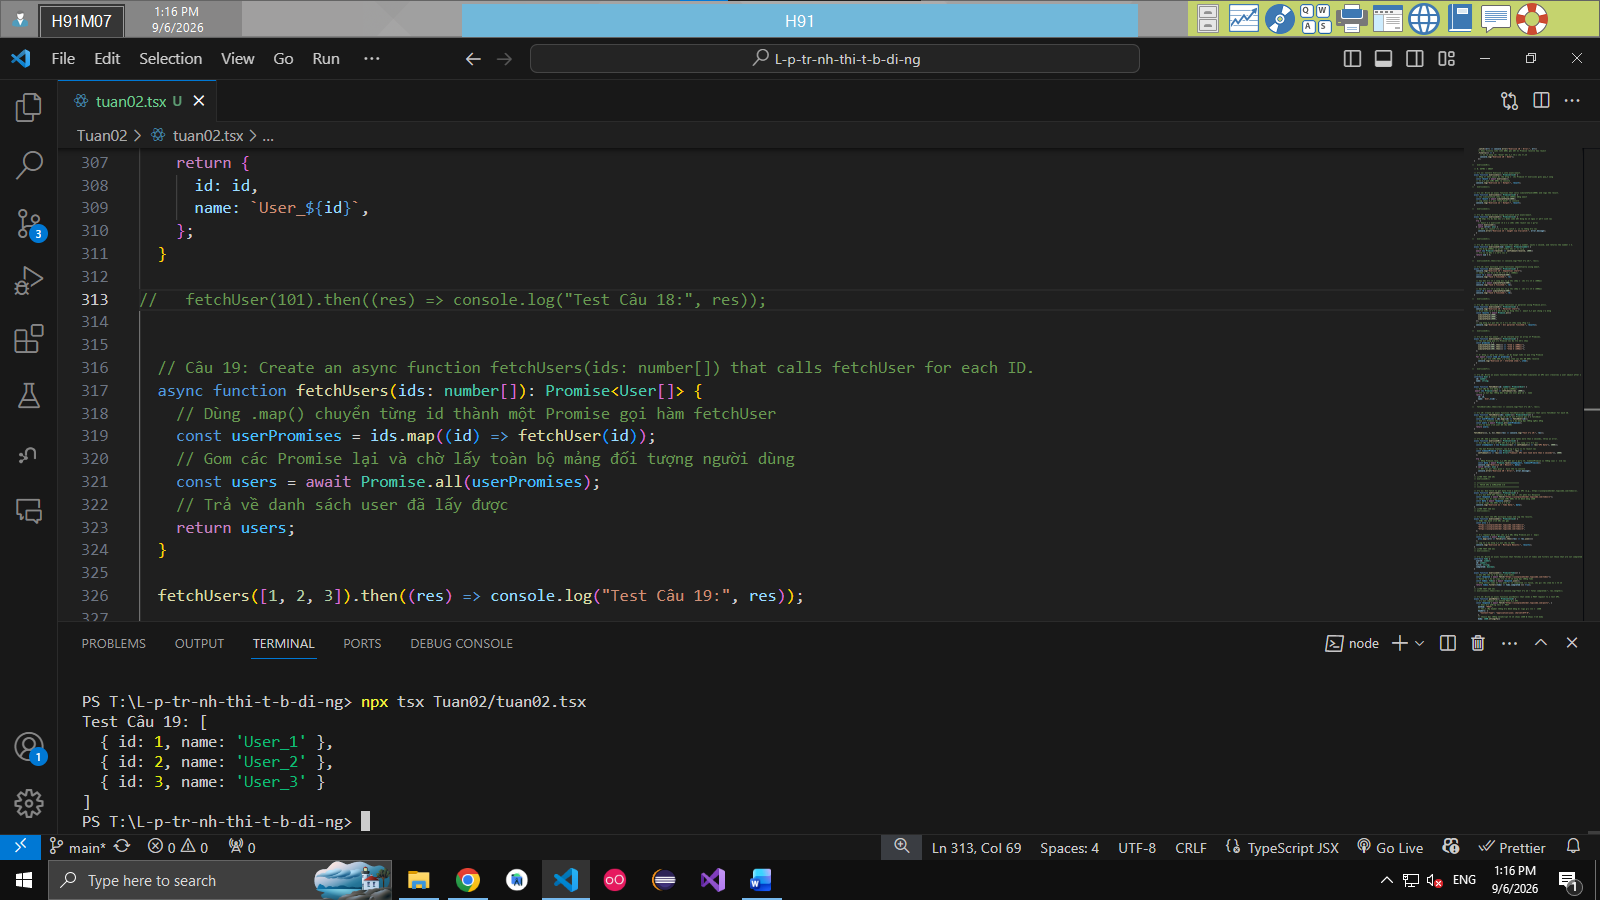 H91M07
1:16 PM
9/6/2026
H91
Q W
A S
File Edit Selection View Go Run ···
L-p-tr-nh-thi-t-b-di-ng
tuan02.tsx U
Tuan02 > tuan02.tsx > ...
307 return {
308 id: id,
309 name: `User_${id}`,
310 };
311 }
312
313 // fetchUser(101).then((res) => console.log("Test Câu 18:", res));
314
315
316 // Câu 19: Create an async function fetchUsers(ids: number[]) that calls fetchUser for each ID.
317 async function fetchUsers(ids: number[]): Promise<User[]> {
318 // Dùng .map() chuyển từng id thành một Promise gọi hàm fetchUser
319 const userPromises = ids.map((id) => fetchUser(id));
320 // Gom các Promise lại và chờ lấy toàn bộ mảng đối tượng người dùng
321 const users = await Promise.all(userPromises);
322 // Trả về danh sách user đã lấy được
323 return users;
324 }
325
326 fetchUsers([1, 2, 3]).then((res) => console.log("Test Câu 19:", res));
327
PROBLEMS OUTPUT TERMINAL PORTS DEBUG CONSOLE
node
PS T:\L-p-tr-nh-thi-t-b-di-ng> npx tsx Tuan02/tuan02.tsx
Test Câu 19: [
{ id: 1, name: 'User_1' },
{ id: 2, name: 'User_2' },
{ id: 3, name: 'User_3' }
]
PS T:\L-p-tr-nh-thi-t-b-di-ng>
3
1
main* 0 0 0
Ln 313, Col 69 Spaces: 4 UTF-8 CRLF TypeScript JSX Go Live Prettier
Type here to search
ENG
1:16 PM
9/6/2026
1